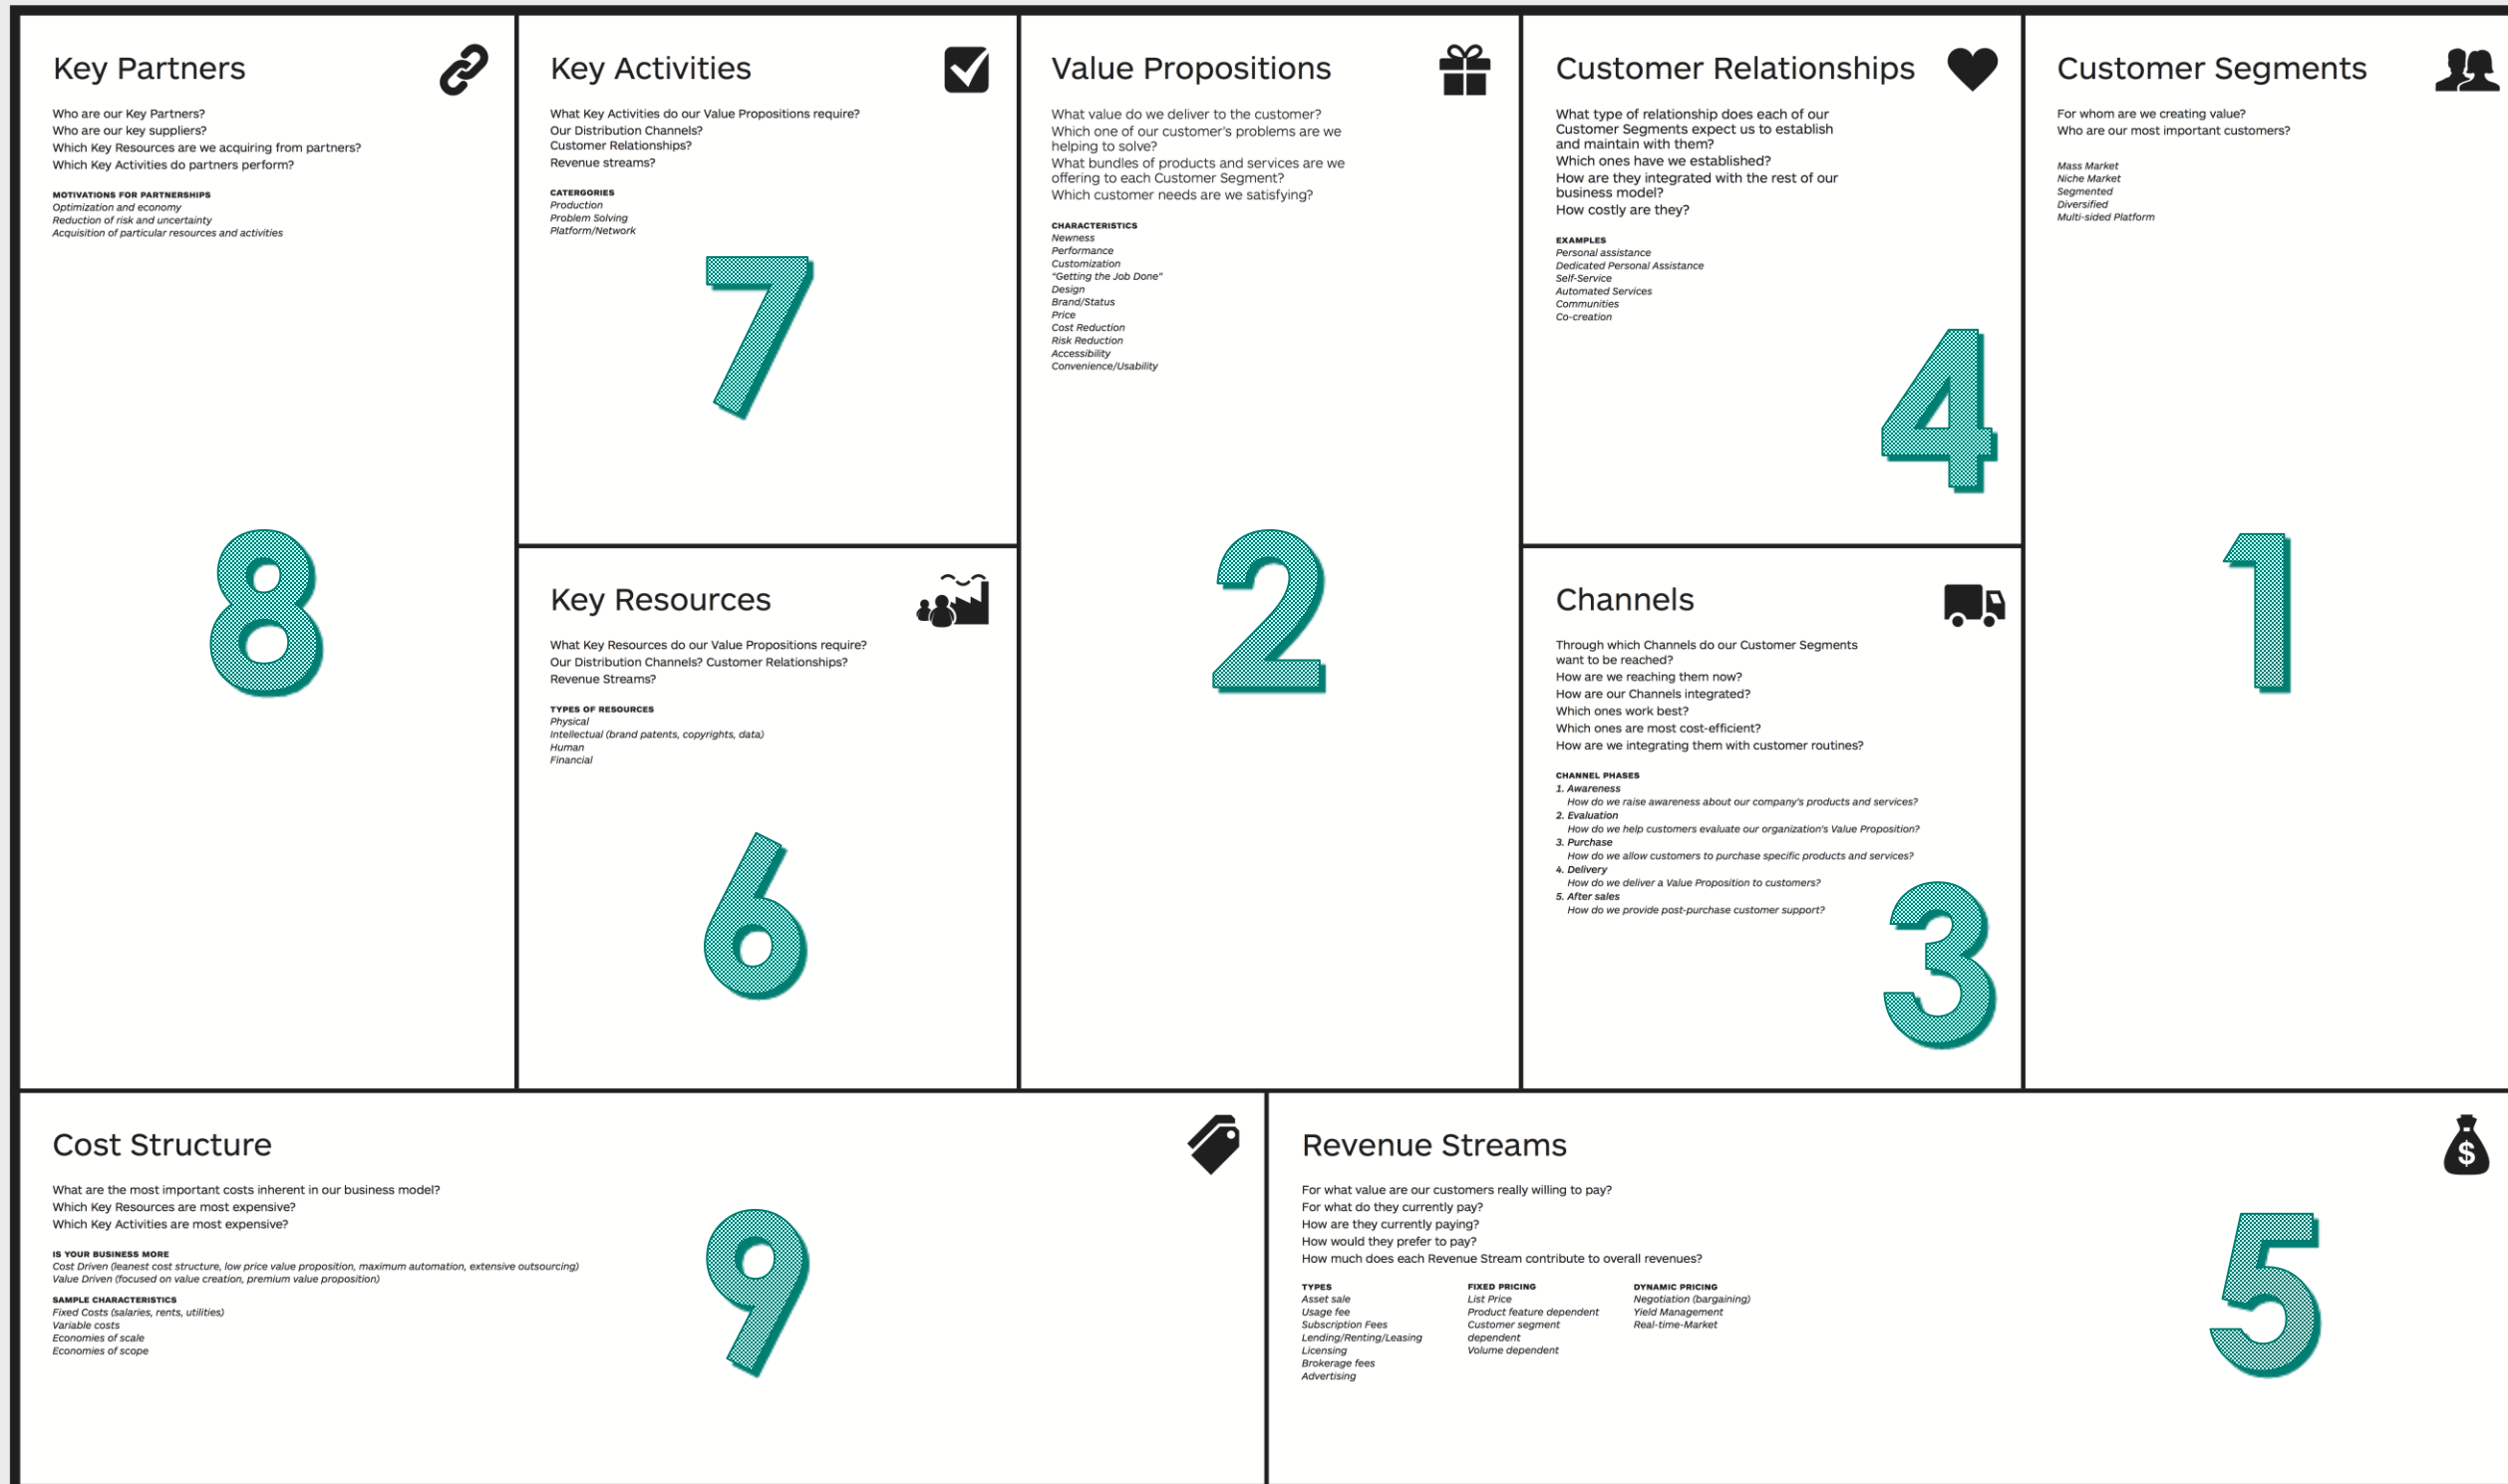 Key Partners
Who are our Key Partners?
Who are our key suppliers?
Which Key Resources are we acquiring from partners?
Which Key Activities do partners perform?
MOTIVATIONS FOR PARTNERSHIPS
Optimization and economy
Reduction of risk and uncertainty
Acquisition of particular resources and activities
8
Key Activities
What Key Activities do our Value Propositions require?
Our Distribution Channels?
Customer Relationships?
Revenue streams?
CATERGORIES
Production
Problem Solving
Platform/Network
7
Key Resources
What Key Resources do our Value Propositions require?
Our Distribution Channels? Customer Relationships?
Revenue Streams?
TYPES OF RESOURCES
Physical
Intellectual (brand patents, copyrights, data)
Human
Financial
6
Value Propositions
What value do we deliver to the customer?
Which one of our customer's problems are we
helping to solve?
What bundles of products and services are we
offering to each Customer Segment?
Which customer needs are we satisfying?
CHARACTERISTICS
Newness
Performance
Customization
“Getting the Job Done”
Design
Brand/Status
Price
Cost Reduction
Risk Reduction
Accessibility
Convenience/Usability
2
Customer Relationships
What type of relationship does each of our
Customer Segments expect us to establish
and maintain with them?
Which ones have we established?
How are they integrated with the rest of our
business model?
How costly are they?
EXAMPLES
Personal assistance
Dedicated Personal Assistance
Self-Service
Automated Services
Communities
Co-creation
4
Channels
Through which Channels do our Customer Segments
want to be reached?
How are we reaching them now?
How are our Channels integrated?
Which ones work best?
Which ones are most cost-efficient?
How are we integrating them with customer routines?
CHANNEL PHASES
1. Awareness
How do we raise awareness about our company's products and services?
2. Evaluation
How do we help customers evaluate our organization's Value Proposition?
3. Purchase
How do we allow customers to purchase specific products and services?
4. Delivery
How do we deliver a Value Proposition to customers?
5. After sales
How do we provide post-purchase customer support?
3
Customer Segments
For whom are we creating value?
Who are our most important customers?
Mass Market
Niche Market
Segmented
Diversified
Multi-sided Platform
1
Cost Structure
What are the most important costs inherent in our business model?
Which Key Resources are most expensive?
Which Key Activities are most expensive?
IS YOUR BUSINESS MORE
Cost Driven (leanest cost structure, low price value proposition, maximum automation, extensive outsourcing)
Value Driven (focused on value creation, premium value proposition)
SAMPLE CHARACTERISTICS
Fixed Costs (salaries, rents, utilities)
Variable costs
Economies of scale
Economies of scope
9
Revenue Streams
$
For what value are our customers really willing to pay?
For what do they currently pay?
How are they currently paying?
How would they prefer to pay?
How much does each Revenue Stream contribute to overall revenues?
TYPES
Asset sale
Usage fee
Subscription Fees
Lending/Renting/Leasing
Licensing
Brokerage fees
Advertising
FIXED PRICING
List Price
Product feature dependent
Customer segment
dependent
Volume dependent
DYNAMIC PRICING
Negotiation (bargaining)
Yield Management
Real-time-Market
5